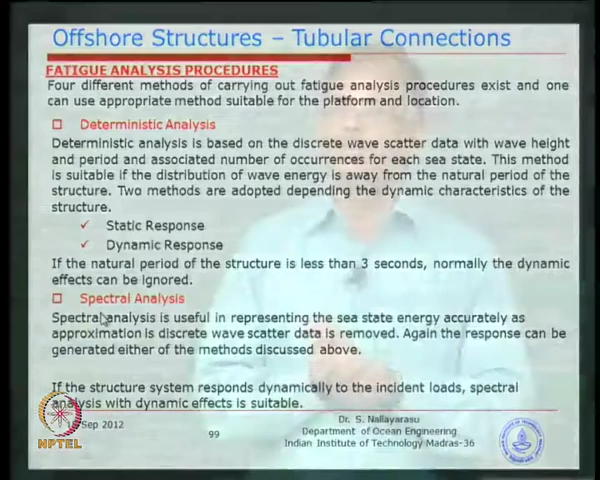 Offshore Structures – Tubular Connections
FATIGUE ANALYSIS PROCEDURES
Four different methods of carrying out fatigue analysis procedures exist and one
can use appropriate method suitable for the platform and location.
Deterministic Analysis
Deterministic analysis is based on the discrete wave scatter data with wave height
and period and associated number of occurrences for each sea state. This method
is suitable if the distribution of wave energy is away from the natural period of the
structure. Two methods are adopted depending the dynamic characteristics of the
structure.
✓ Static Response
✓ Dynamic Response
If the natural period of the structure is less than 3 seconds, normally the dynamic
effects can be ignored.
Spectral Analysis
Spectral analysis is useful in representing the sea state energy accurately as
approximation is discrete wave scatter data is removed. Again the response can be
generated either of the methods discussed above.
If the structure system responds dynamically to the incident loads, spectral
analysis with dynamic effects is suitable.
Sep 2012
99
Dr. S. Nallayarasu
Department of Ocean Engineering
Indian Institute of Technology Madras-36
NPTEL